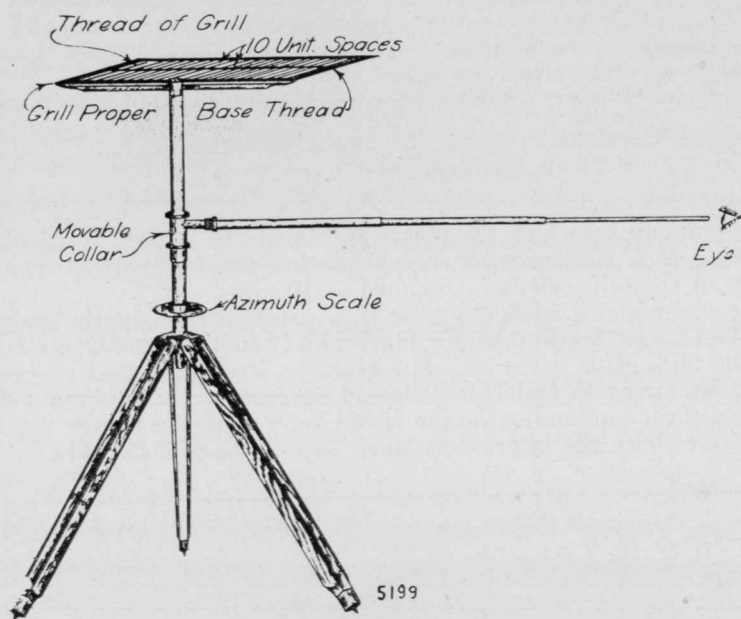 Thread of Grill
10 Unit. Spaces
Grill Proper
Base Thread
Movable
Collar
Eye
Azimuth Scale
5199